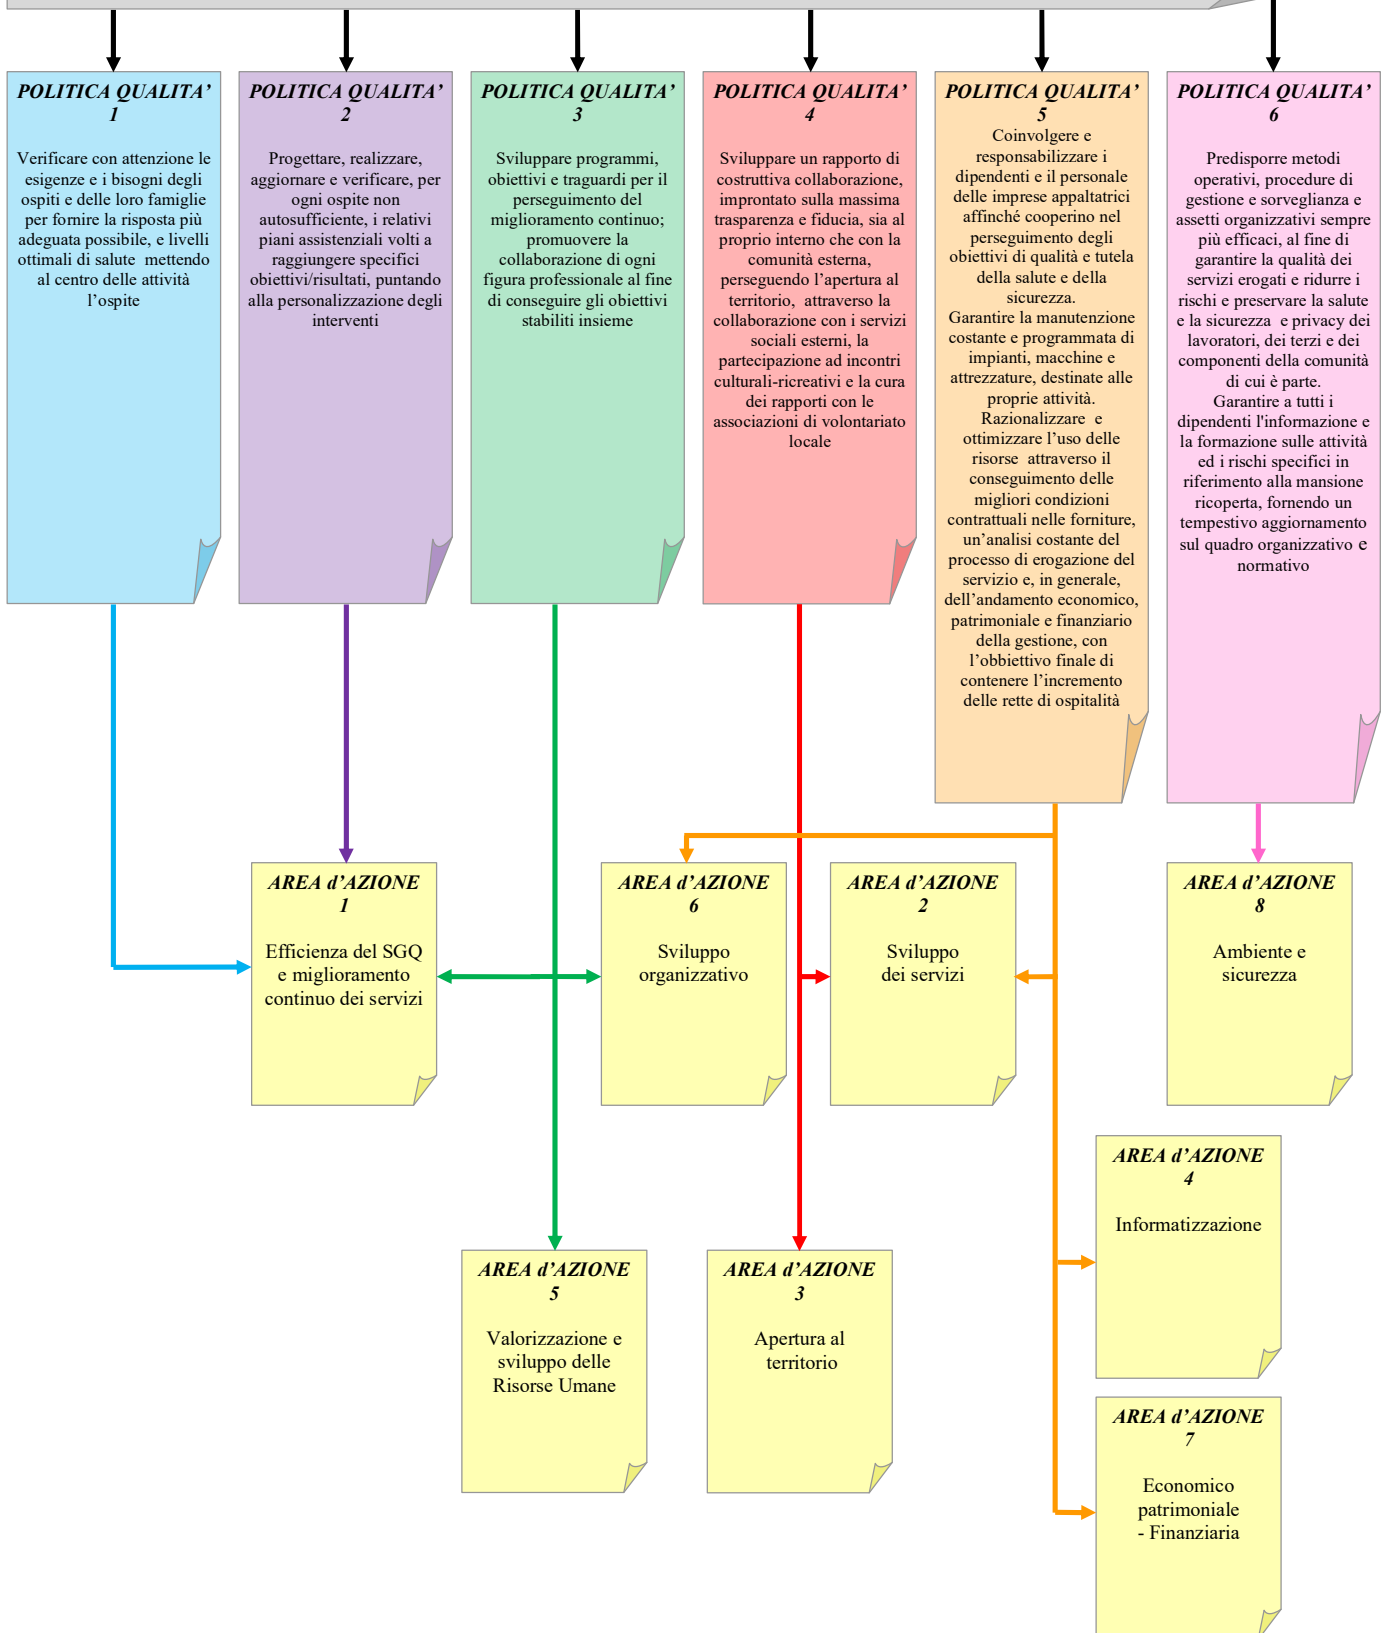 POLITICA QUALITA’
1
Verificare con attenzione le
esigenze e i bisogni degli
ospiti e delle loro famiglie
per fornire la risposta più
adeguata possibile, e livelli
ottimali di salute  mettendo
al centro delle attività
l’ospite
POLITICA QUALITA’
2
Progettare, realizzare,
aggiornare e verificare, per
ogni ospite non
autosufficiente, i relativi
piani assistenziali volti a
raggiungere specifici
obiettivi/risultati, puntando
alla personalizzazione degli
interventi
POLITICA QUALITA’
3
Sviluppare programmi,
obiettivi e traguardi per il
perseguimento del
miglioramento continuo;
promuovere la
collaborazione di ogni
figura professionale al fine
di conseguire gli obiettivi
stabiliti insieme
POLITICA QUALITA’
4
Sviluppare un rapporto di
costruttiva collaborazione,
improntato sulla massima
trasparenza e fiducia, sia al
proprio interno che con la
comunità esterna,
perseguendo l’apertura al
territorio,  attraverso la
collaborazione con i servizi
sociali esterni, la
partecipazione ad incontri
culturali-ricreativi e la cura
dei rapporti con le
associazioni di volontariato
locale
POLITICA QUALITA’
5
Coinvolgere e
responsabilizzare i
dipendenti e il personale
delle imprese appaltatrici
affinché cooperino nel
perseguimento degli
obiettivi di qualità e tutela
della salute e della
sicurezza.
Garantire la manutenzione
costante e programmata di
impianti, macchine e
attrezzature, destinate alle
proprie attività.
Razionalizzare  e
ottimizzare l’uso delle
risorse  attraverso il
conseguimento delle
migliori condizioni
contrattuali nelle forniture,
un’analisi costante del
processo di erogazione del
servizio e, in generale,
dell’andamento economico,
patrimoniale e finanziario
della gestione, con
l’obbiettivo finale di
contenere l’incremento
delle rette di ospitalità
POLITICA QUALITA’
6
Predisporre metodi
operativi, procedure di
gestione e sorveglianza e
assetti organizzativi sempre
più efficaci, al fine di
garantire la qualità dei
servizi erogati e ridurre i
rischi e preservare la salute
e la sicurezza  e privacy dei
lavoratori, dei terzi e dei
componenti della comunità
di cui è parte.
Garantire a tutti i
dipendenti l'informazione e
la formazione sulle attività
ed i rischi specifici in
riferimento alla mansione
ricoperta, fornendo un
tempestivo aggiornamento
sul quadro organizzativo e
normativo
AREA d’AZIONE
1
Efficienza del SGQ
e miglioramento
continuo dei servizi
AREA d’AZIONE
6
Sviluppo
organizzativo
AREA d’AZIONE
2
Sviluppo
dei servizi
AREA d’AZIONE
8
Ambiente e
sicurezza
AREA d’AZIONE
4
Informatizzazione
AREA d’AZIONE
5
Valorizzazione e
sviluppo delle
Risorse Umane
AREA d’AZIONE
3
Apertura al
territorio
AREA d’AZIONE
7
Economico
patrimoniale
- Finanziaria